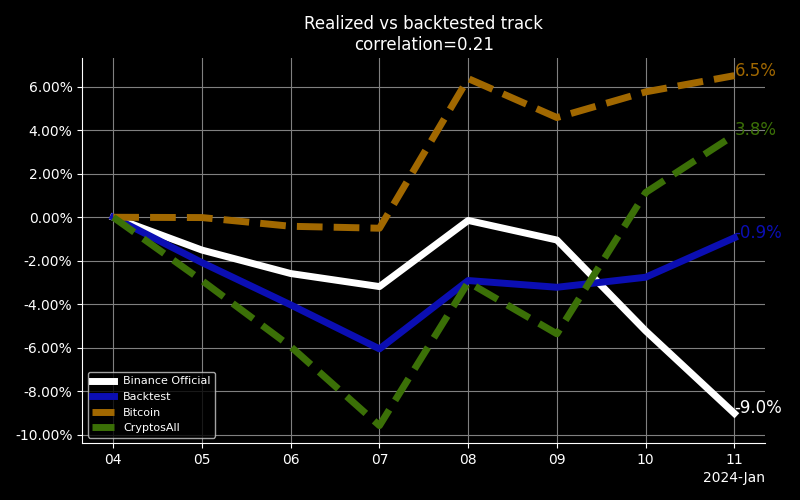 Realized vs backtested track
correlation=0.21
6.00%
4.00%
2.00%
0.00%
-2.00%
-4.00%
-6.00%
-8.00%
-10.00%
6.5%
3.8%
-0.9%
-9.0%
Binance Official
Backtest
Bitcoin
CryptosAll
04 05 06 07 08 09 10 11
2024-Jan